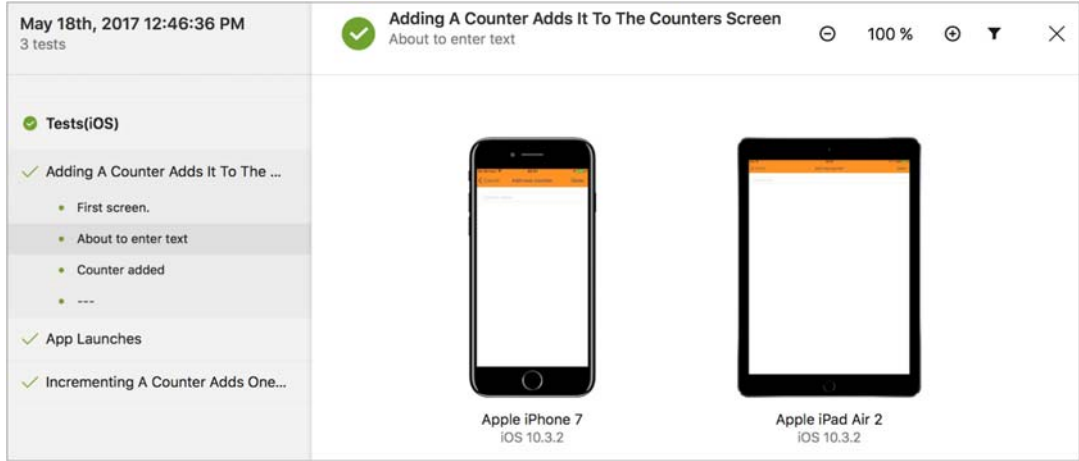 May 18th, 2017 12:46:36 PM
3 tests
Tests(iOS)
Adding A Counter Adds It To The ...
First screen.
About to enter text
Counter added
---
App Launches
Incrementing A Counter Adds One...
Adding A Counter Adds It To The Counters Screen
About to enter text
100 %
Apple iPhone 7
iOS 10.3.2
Apple iPad Air 2
iOS 10.3.2